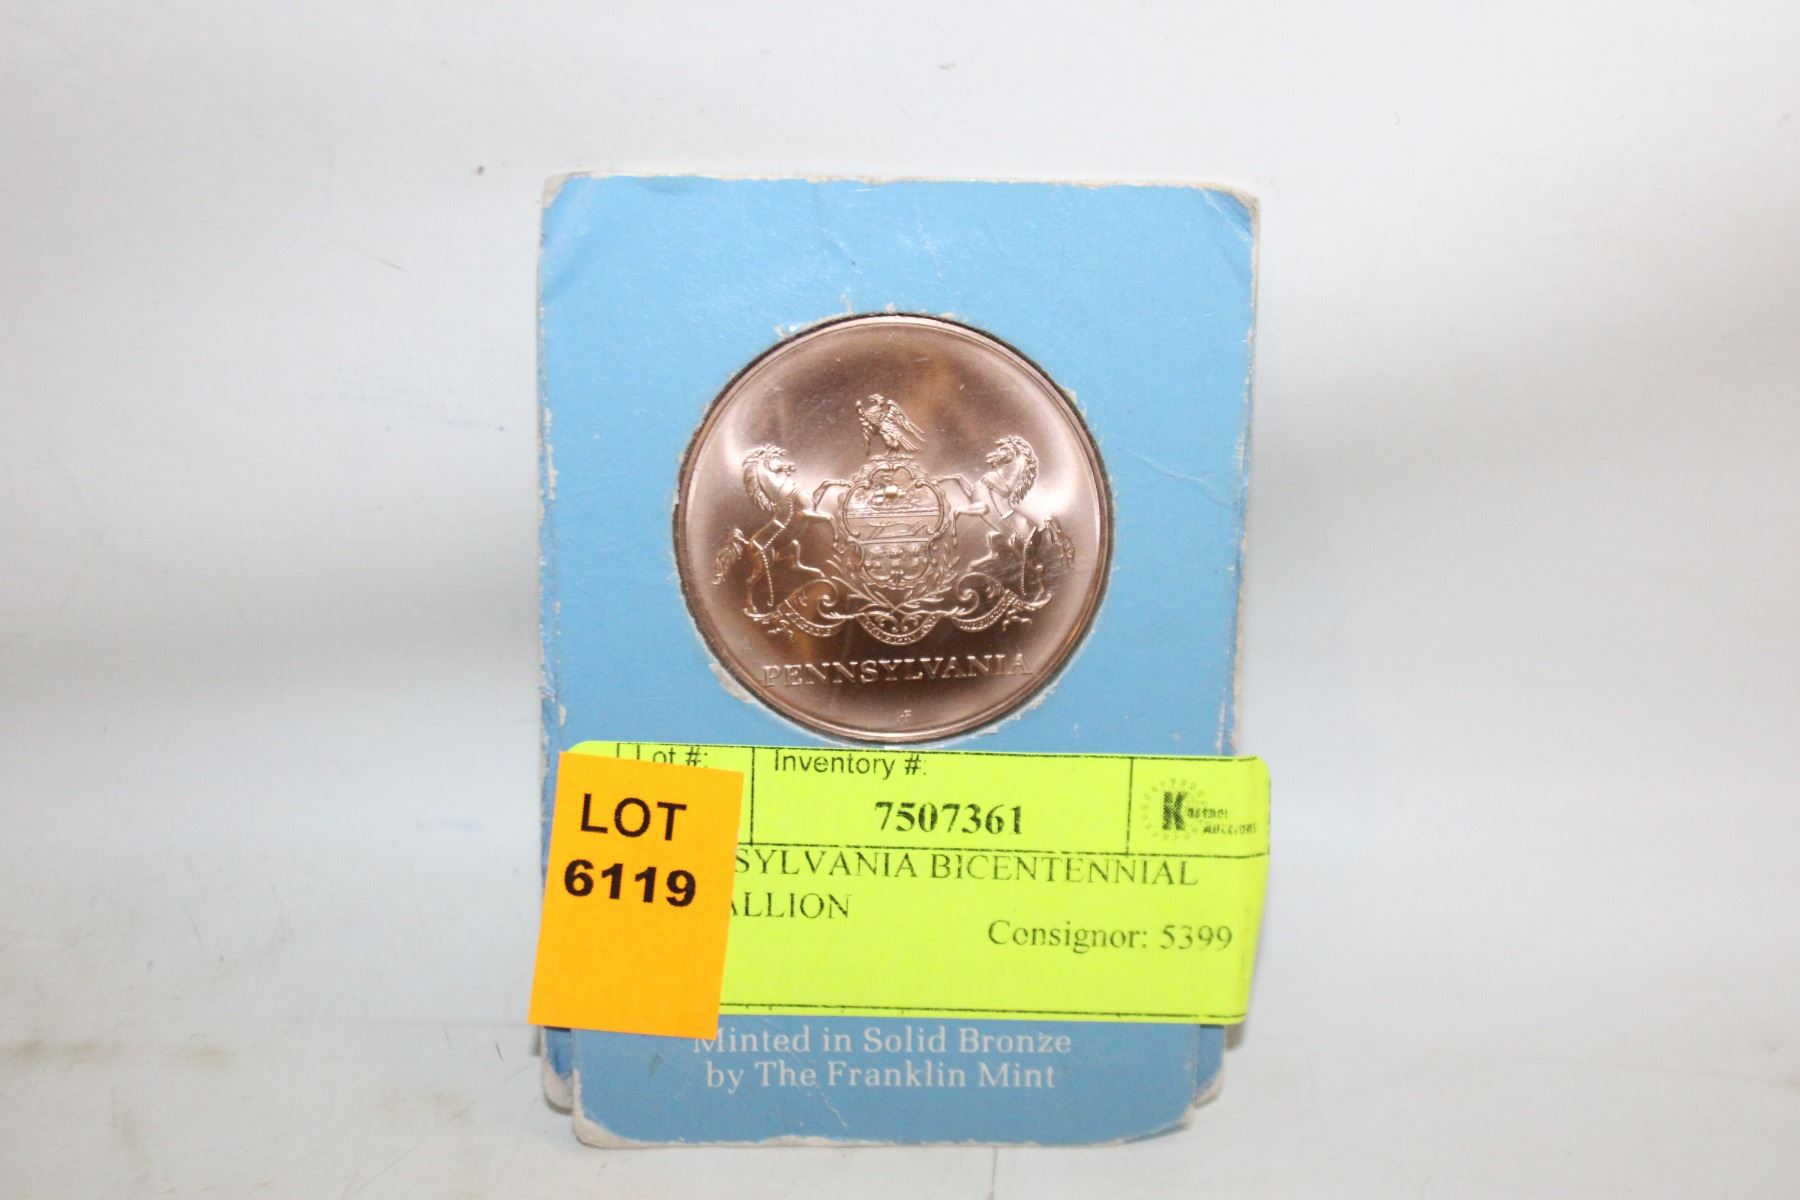 PENNSYLVANIA
Lot #:
Inventory #:
7507361
LOT
6119
SYLVANIA BICENTENNIAL
ALLION
Consignor: 5399
Minted in Solid Bronze
by The Franklin Mint